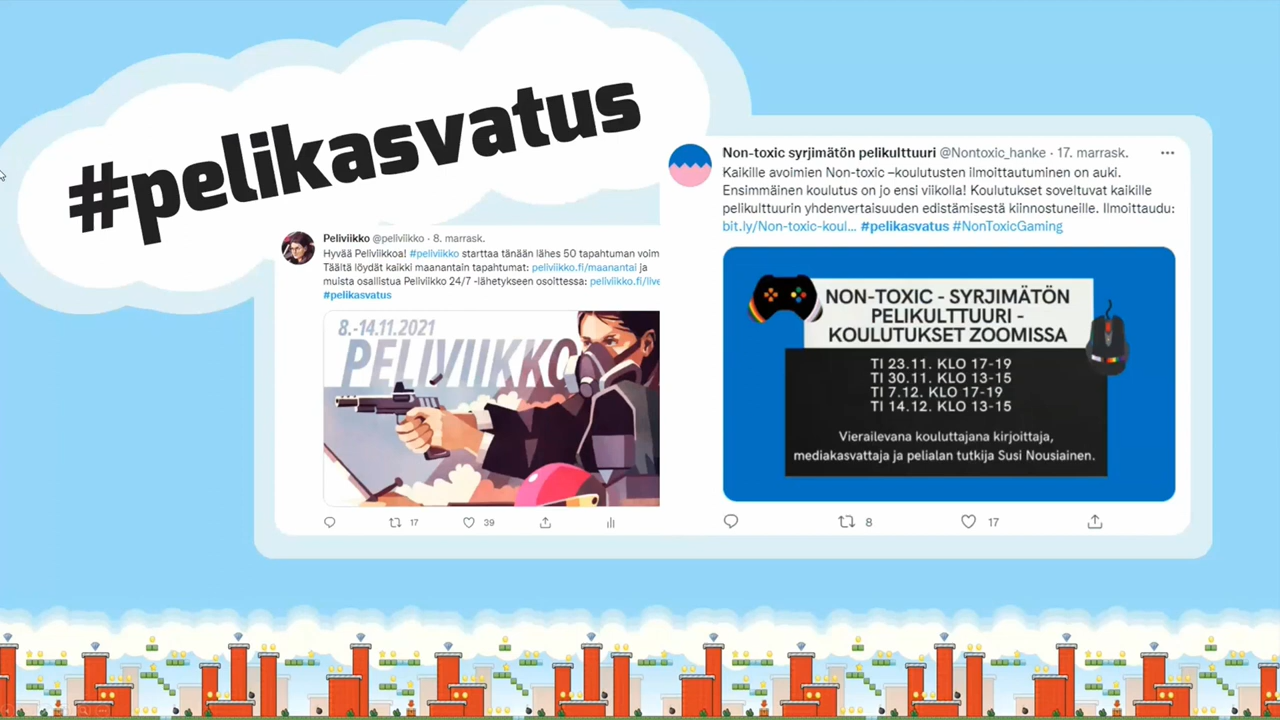 #pelikasvatus
Peliviikko @peliviikko · 8. marrask.
Hyvää Peliviikkoa! #peliviikko starttaa tänään lähes 50 tapahtuman voim
Täältä löydät kaikki maanantain tapahtumat: peliviikko.fi/maanantai ja
muista osallistua Peliviikko 24/7 -lähetykseen osoitteessa: peliviikko.fi/live
#pelikasvatus
8.-14.11.2021
PELIVIIKKO
17
39
Non-toxic syrjimätön pelikulttuuri @Nontoxic_hanke · 17. marrask.
Kaikille avoimien Non-toxic –koulutusten ilmoittautuminen on auki.
Ensimmäinen koulutus on jo ensi viikolla! Koulutukset soveltuvat kaikille
pelikulttuurin yhdenvertaisuuden edistämisestä kiinnostuneille. Ilmoittaudu:
bit.ly/Non-toxic-koul... #pelikasvatus #NonToxicGaming
NON-TOXIC - SYRJIMÄTÖN
PELIKULTTUURI -
KOULUTUKSET ZOOMISSA
TI 23.11. KLO 17-19
TI 30.11. KLO 13-15
TI 7.12. KLO 17-19
TI 14.12. KLO 13-15
Vierailevana kouluttajana kirjoittaja,
mediakasvattaja ja pelialan tutkija Susi Nousiainen.
8
17